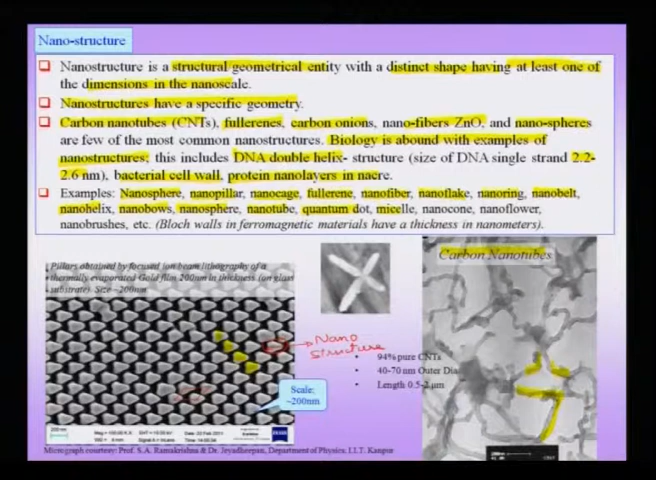 Nano-structure
Nanostructure is a structural geometrical entity with a distinct shape having at least one of
the dimensions in the nanoscale.
Nanostructures have a specific geometry.
Carbon nanotubes (CNTs), fullerenes, carbon onions, nano-fibers ZnO, and nano-spheres
are few of the most common nanostructures. Biology is abound with examples of
nanostructures; this includes DNA double helix- structure (size of DNA single strand 2.2-
2.6 nm), bacterial cell wall, protein nanolayers in nacre.
Examples: Nanosphere, nanopillar, nanocage, fullerene, nanofiber, nanoflake, nanoring, nanobelt,
nanohelix, nanobows, nanosphere, nanotube, quantum dot, micelle, nanocone, nanoflower,
nanobrushes, etc. (Bloch walls in ferromagnetic materials have a thickness in nanometers).
Pillars obtained by focused ion beam lithography of a
thermally evaporated Gold film 200nm in thickness (on glass
substrate). Size ~200nm
Carbon Nanotubes
Nano
structure
94% pure CNTs
40-70 nm Outer Dia
Length 0.5-2 μm
Scale:
~200nm
Micrograph courtesy: Prof. S.A. Ramakrishna & Dr. Jeyadheepan, Department of Physics, I.I.T. Kanpur